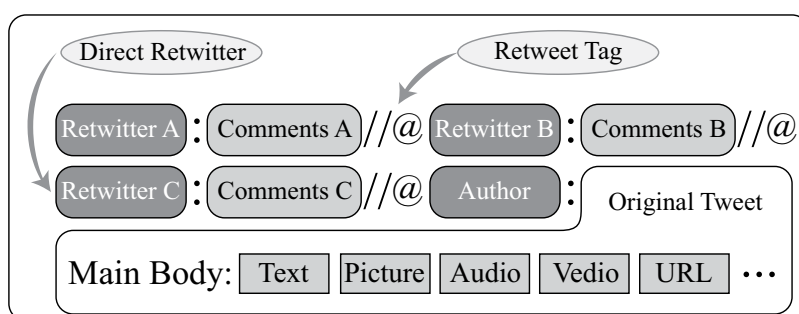 Direct Retwitter Retweet Tag
Retwitter A : Comments A //@ Retwitter B : Comments B //@
Retwitter C : Comments C //@ Author :
Original Tweet
Main Body: Text Picture Audio Vedio URL ...